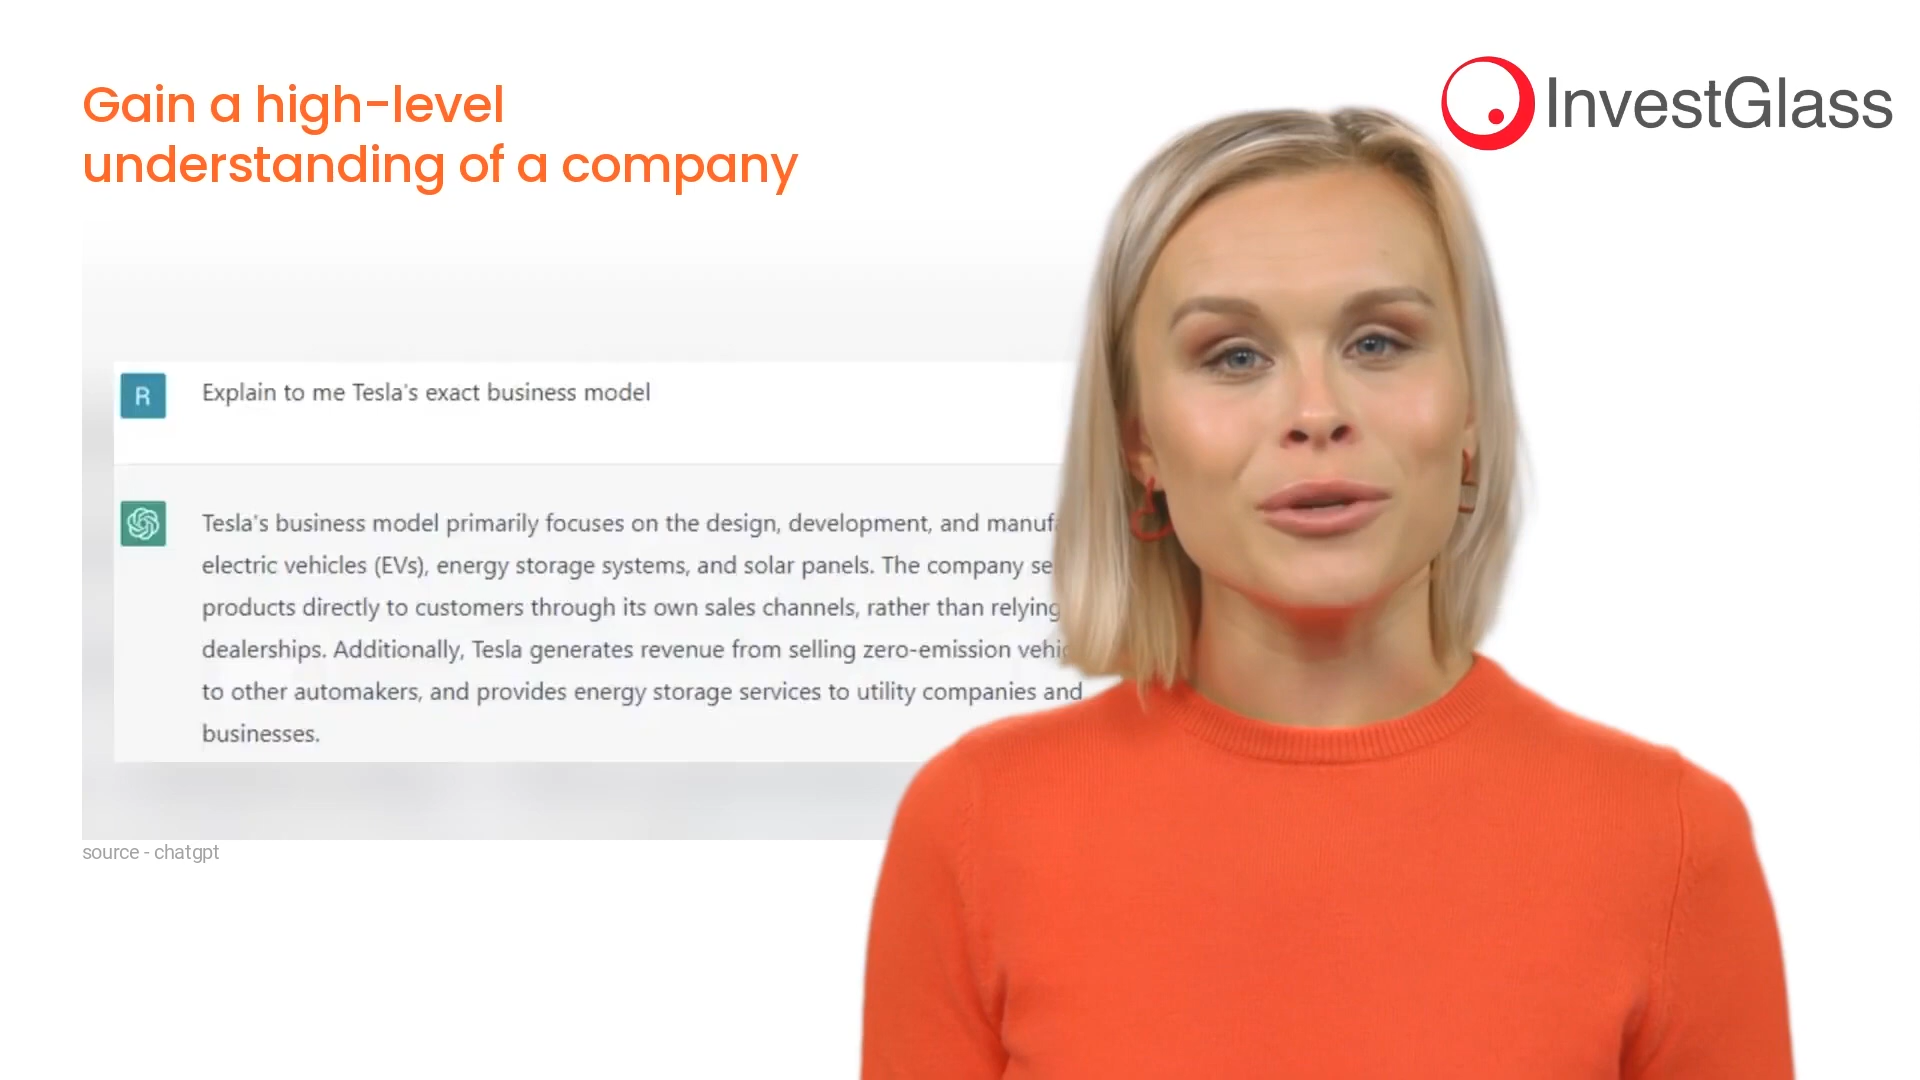 Gain a high-level
understanding of a company
InvestGlass
R
Explain to me Tesla's exact business model
Tesla's business model primarily focuses on the design, development, and
electric vehicles (EVs), energy storage systems, and solar panels. The company
products directly to customers through its own sales channels, rather than relying
dealerships. Additionally, Tesla generates revenue from selling zero-emission
to other automakers, and provides energy storage services to utility companies and
businesses.
source - chatgpt